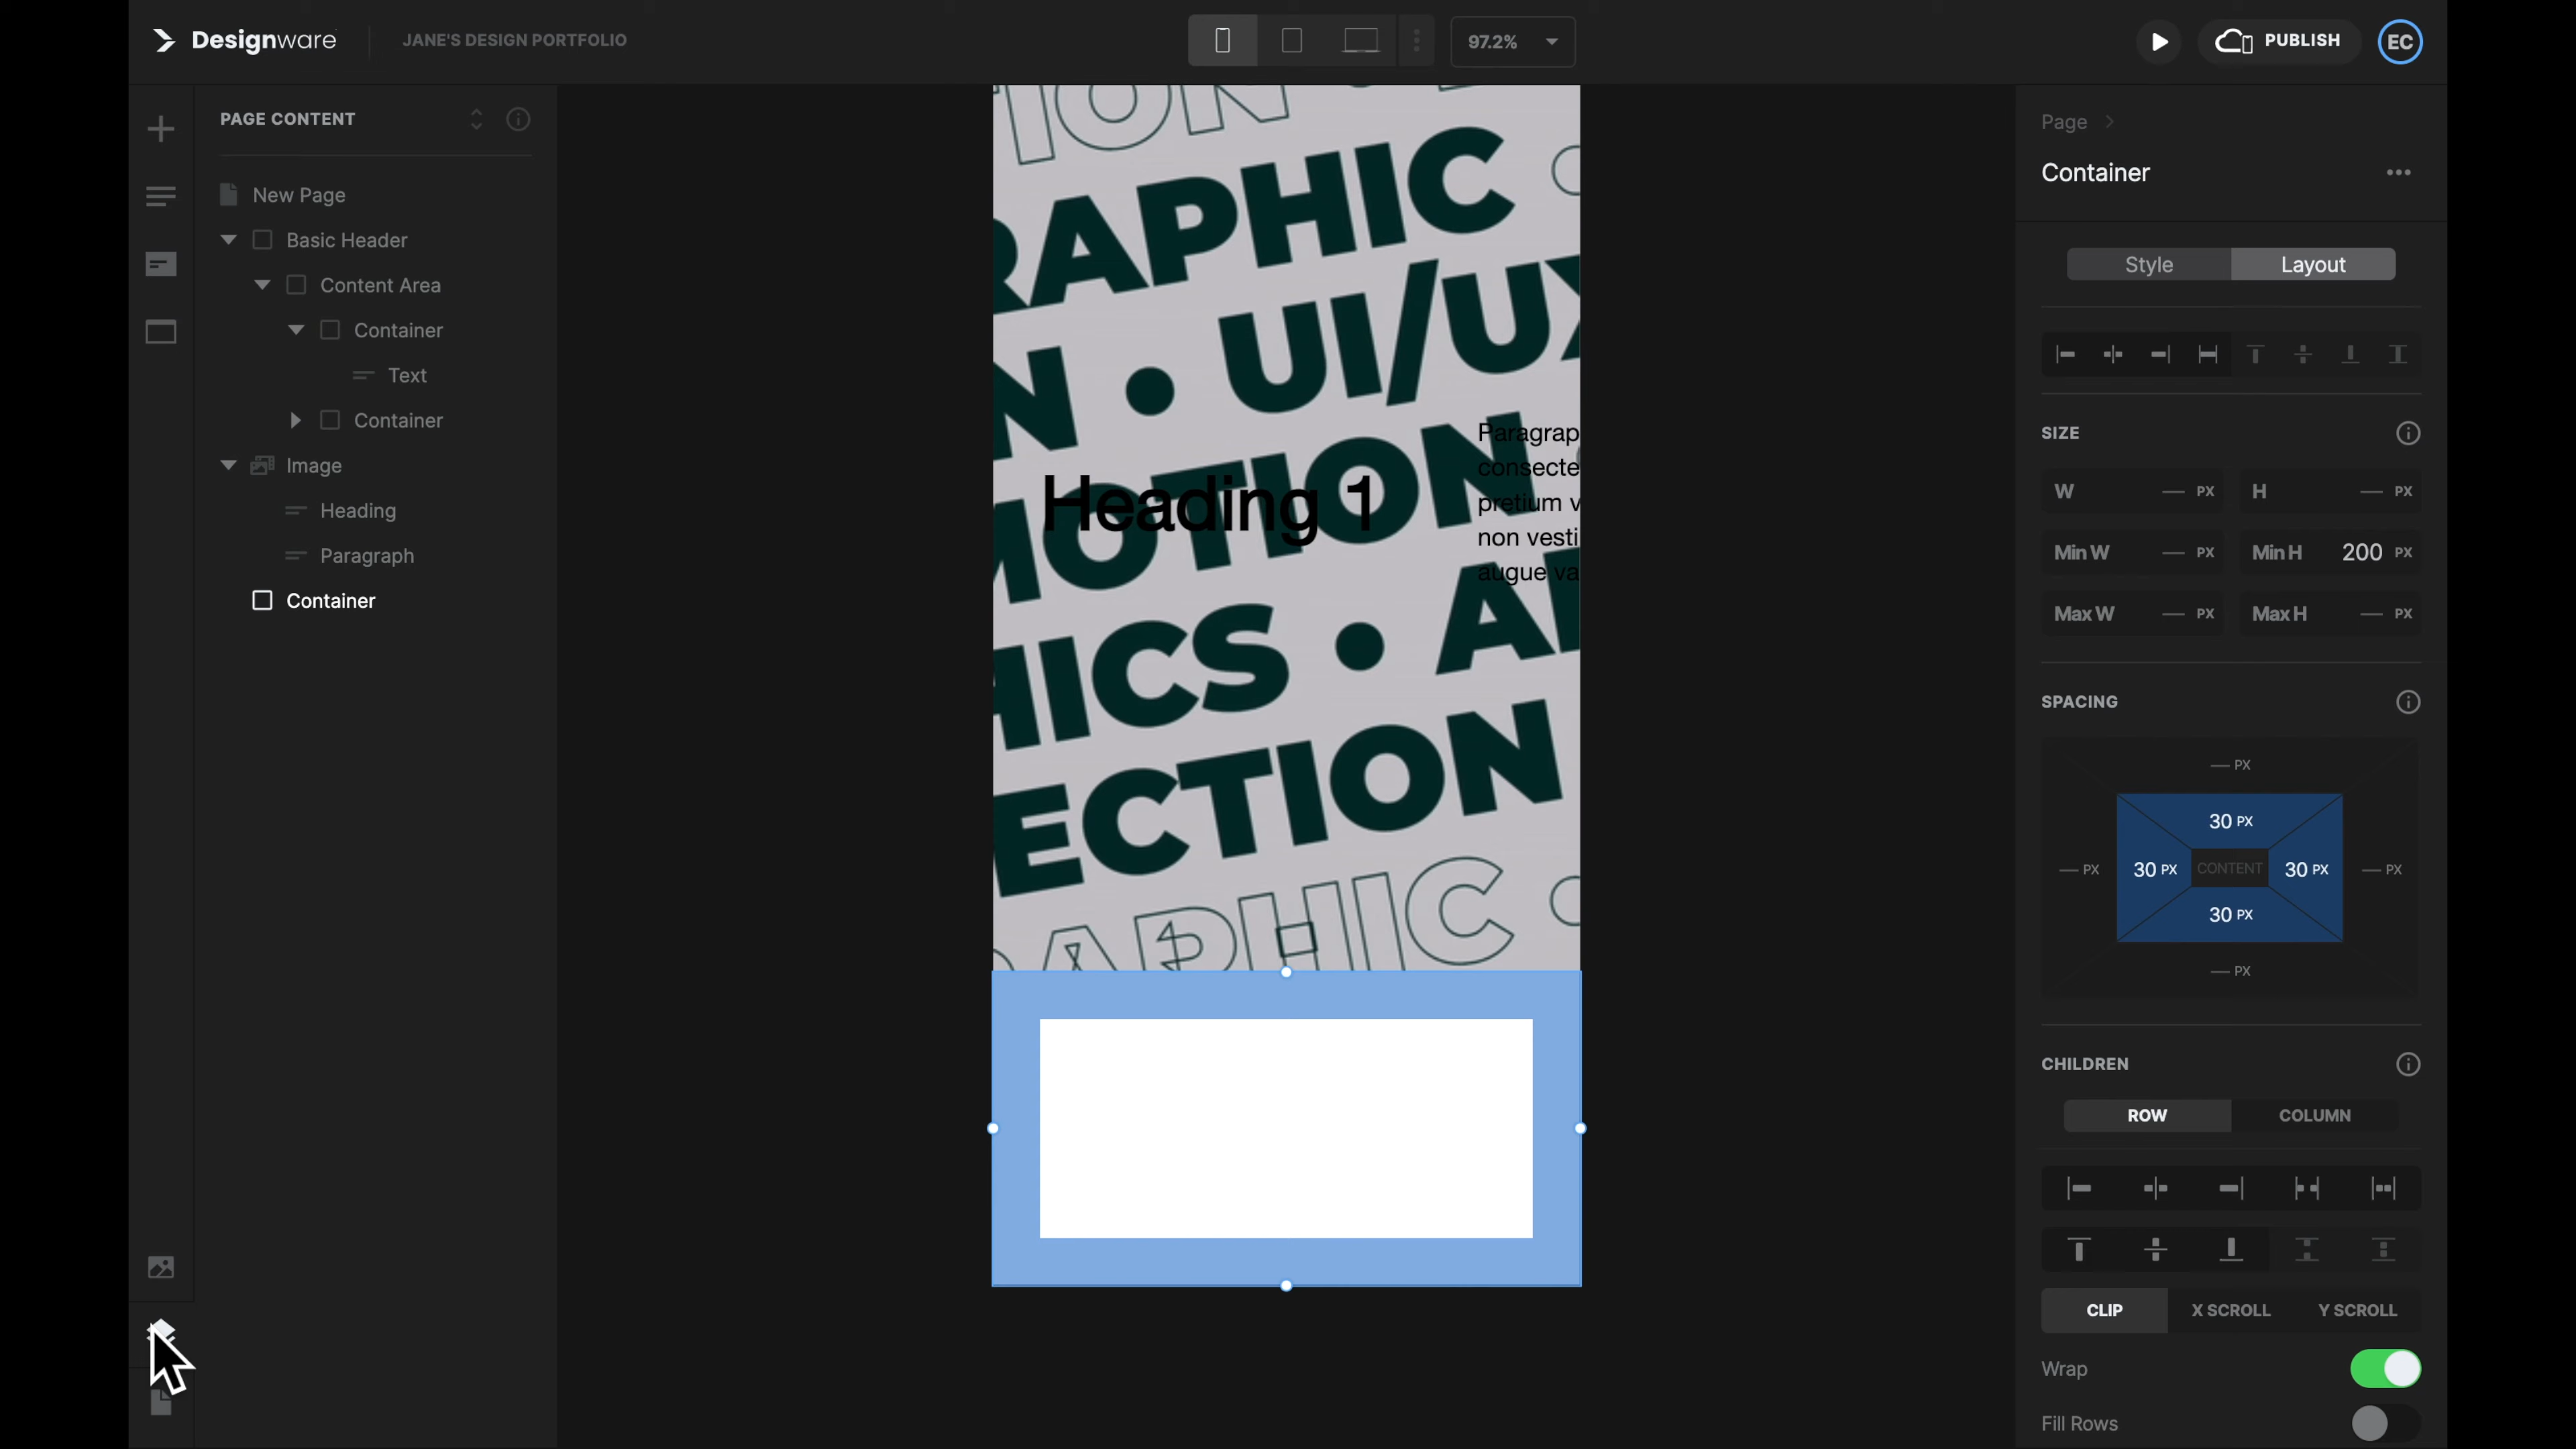 Designware
JANE'S DESIGN PORTFOLIO
97.2%
PUBLISH
EC
PAGE CONTENT
New Page
Basic Header
Content Area
Container
Text
Container
Image
Heading
Paragraph
Container
RAPHIC
N • UI/UX
MOTION
HICS • 
ECTION
APHIC
Heading 1
Paragrap
consecte
pretium v
non vesti
augue va
Page
Container
Style Layout
SIZE
W — PX H — PX
Min W — PX Min H 200 PX
Max W — PX Max H — PX
SPACING
— PX
30 PX
— PX 30 PX CONTENT 30 PX — PX
30 PX
— PX
CHILDREN
ROW COLUMN
CLIP X SCROLL Y SCROLL
Wrap
Fill Rows